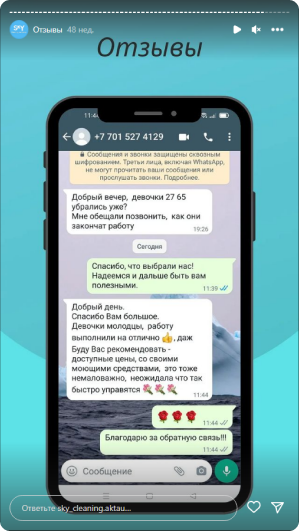 SKY
Отзывы 48 нед.
Отзывы
11:4
+7 701 527 4129
Сообщения и звонки защищены сквозным
шифрованием. Третьи лица, включая WhatsApp,
не могут прочитать ваши сообщения или
прослушать звонки. Подробнее.
Добрый вечер, девочки 27 65
убрались уже?
Мне обещали позвонить, как они
закончат работу
19:26
Сегодня
Спасибо, что выбрали нас!
Надеемся и дальше быть вам
полезными.
11:39
Добрый день.
Спасибо Вам большое.
Девочки молодцы, работу
выполнили на отлично 👍, даж
Буду Вас рекомендовать -
доступные цены, со своими
моющими средствами, это тоже
немаловажно, неожидала что так
быстро управятся 🌷🌷🌷
11:44
🌹🌹🌹
11:44
Благодарю за обратную связь!!!
11:44
Сообщение
Ответьте sky_cleaning.aktau...